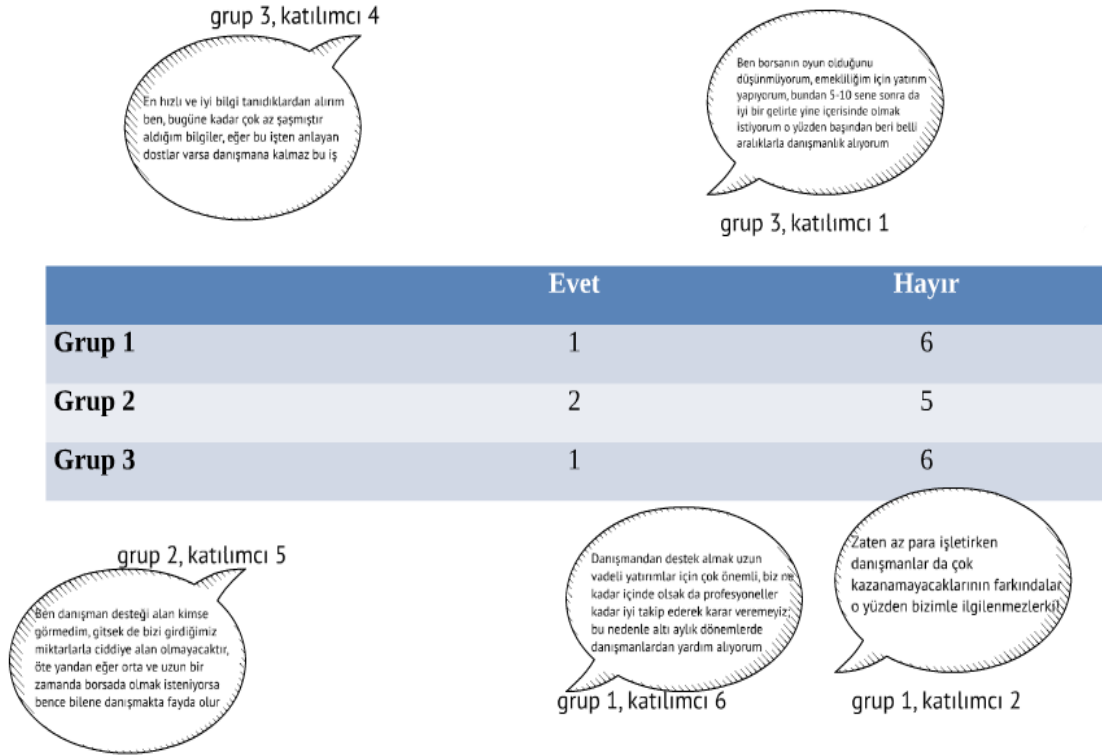 grup 3, katılımcı 4
En hızlı ve iyi bilgi tanıdıklardan alırım
ben, bugüne kadar çok az şaşmıştır
aldığım bilgiler, eğer bu işten anlayan
dostlar varsa danışmana kalmaz bu iş
Ben borsanın oyun olduğunu
düşünmüyorum, emekliliğim için yatırım
yapıyorum, bundan 5-10 sene sonra da
iyi bir gelirle yine içerisinde olmak
istiyorum o yüzden başından beri belli
aralıklarla danışmanlık alıyorum
grup 3, katılımcı 1
Evet Hayır
Grup 1 1 6
Grup 2 2 5
Grup 3 1 6
grup 2, katılımcı 5
Ben danışman desteği alan kimse
görmedim, gitsek de bizi girdiğimiz
miktarlarla ciddiye alan olmayacaktır,
öte yandan eğer orta ve uzun bir
zamanda borsada olmak isteniyorsa
bence bilene danışmakta fayda olur
Danışmandan destek almak uzun
vadeli yatırımlar için çok önemli, biz ne
kadar içinde olsak da profesyoneller
kadar iyi takip ederek karar veremeyiz,
bu nedenle altı aylık dönemlerde
danışmanlardan yardım alıyorum
grup 1, katılımcı 6
Zaten az para işletirken
danışmanlar da çok
kazanamayacaklarının farkındalar
o yüzden bizimle ilgilenmezlerki!
grup 1, katılımcı 2